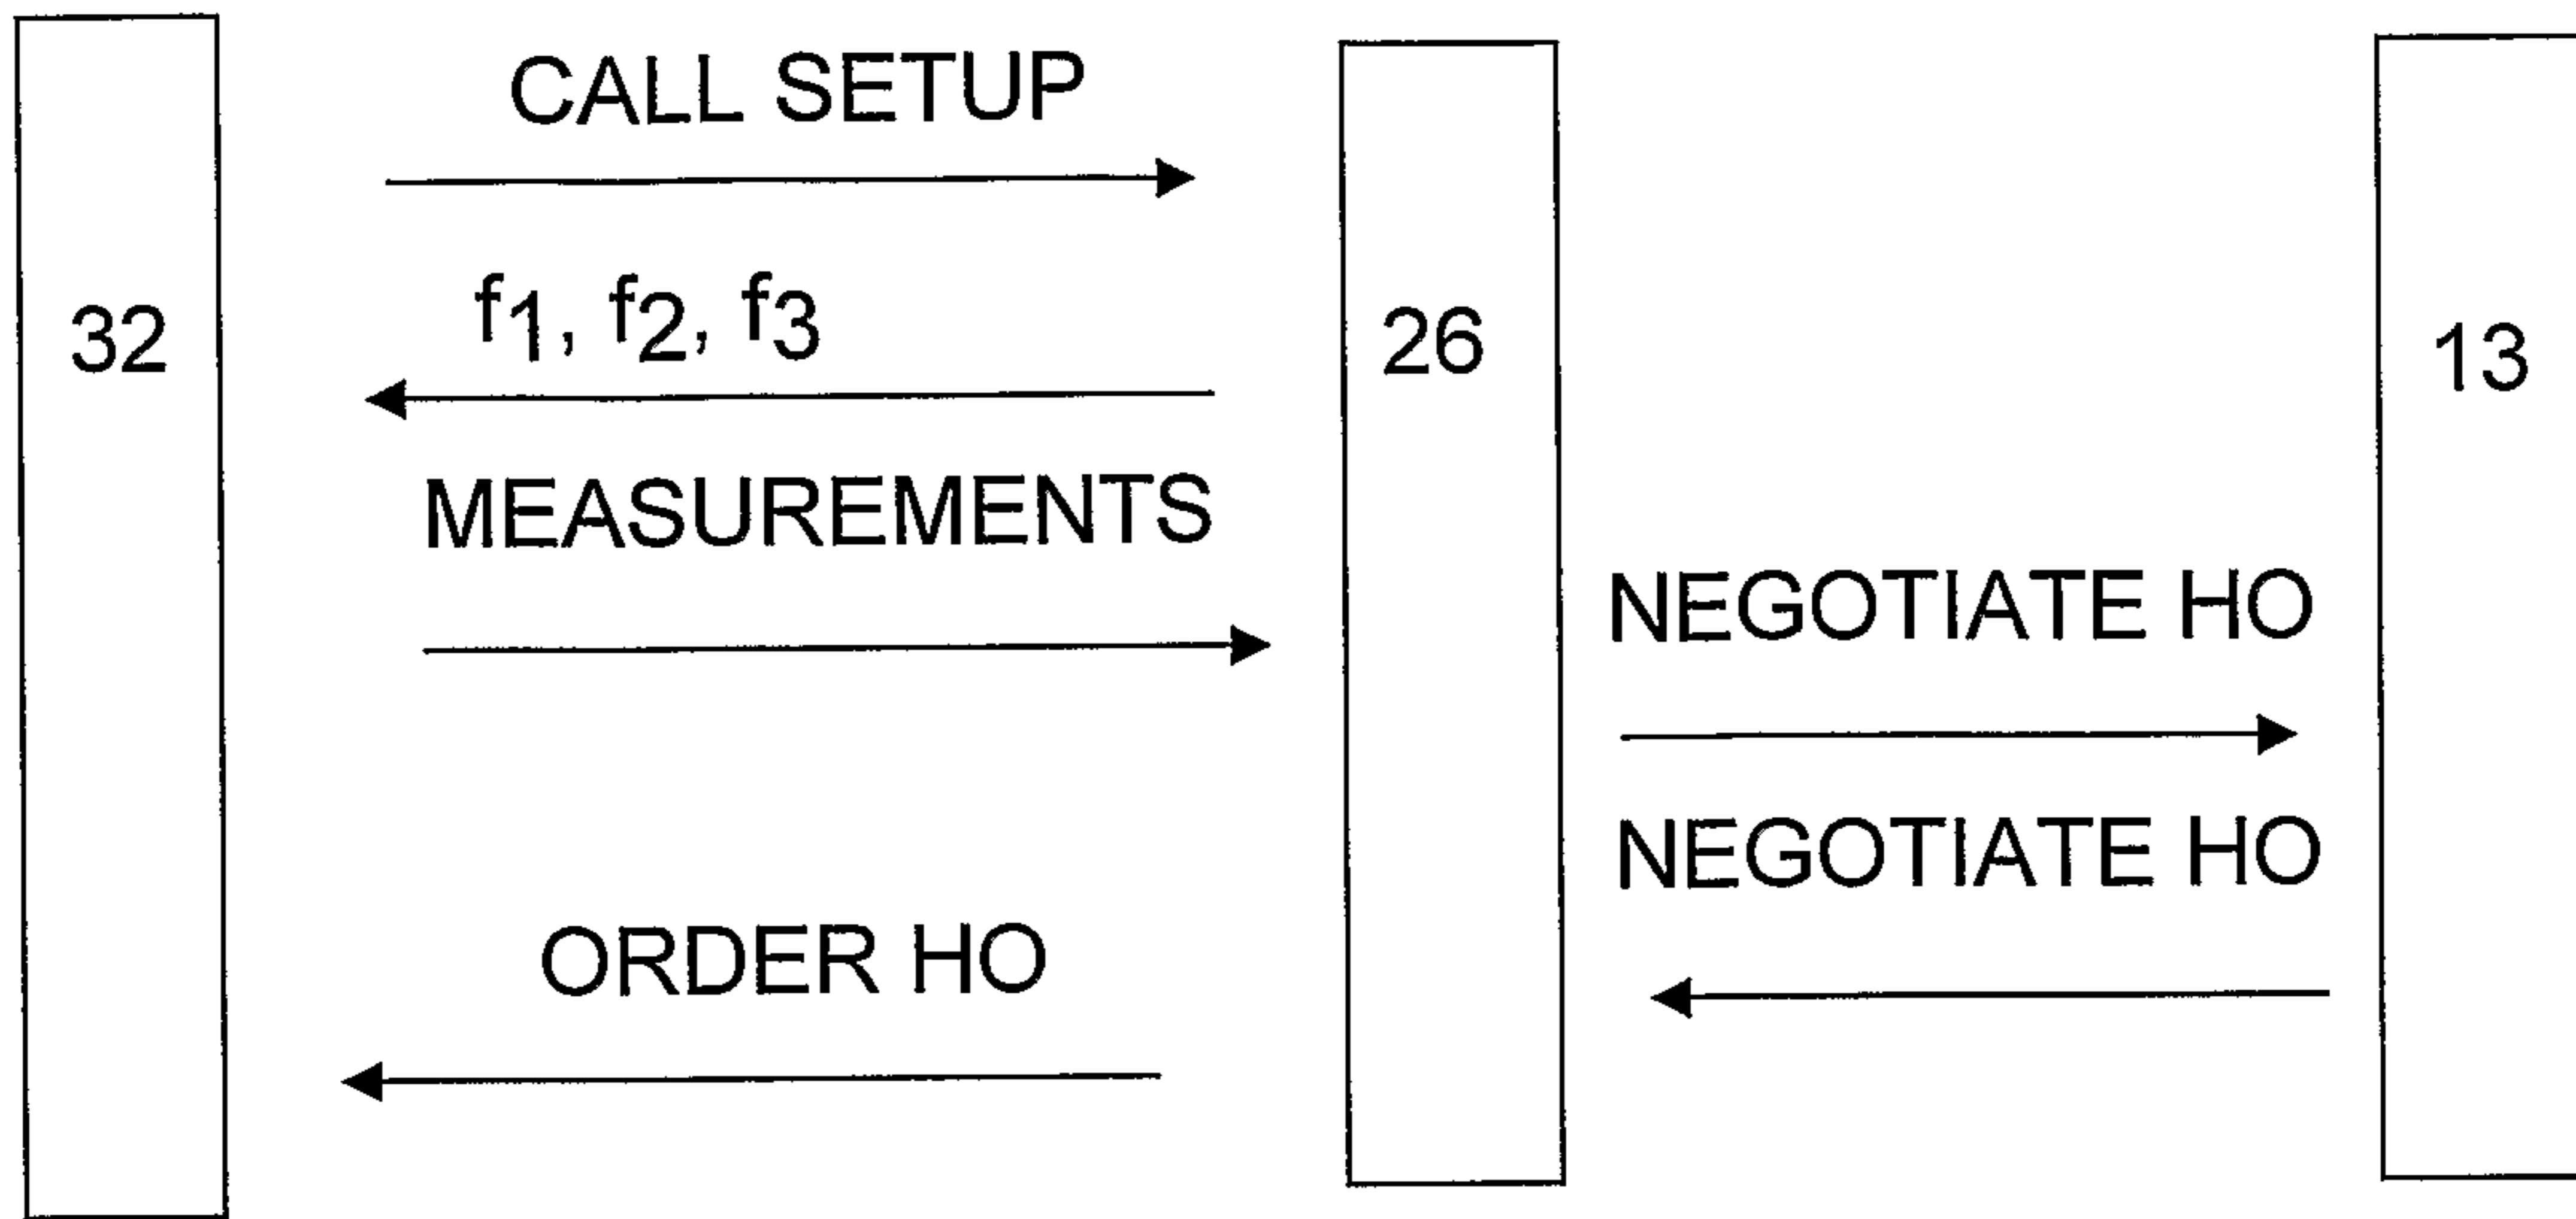 CALL SETUP
32
f1, f2, f3
26
13
MEASUREMENTS
NEGOTIATE HO
NEGOTIATE HO
ORDER HO